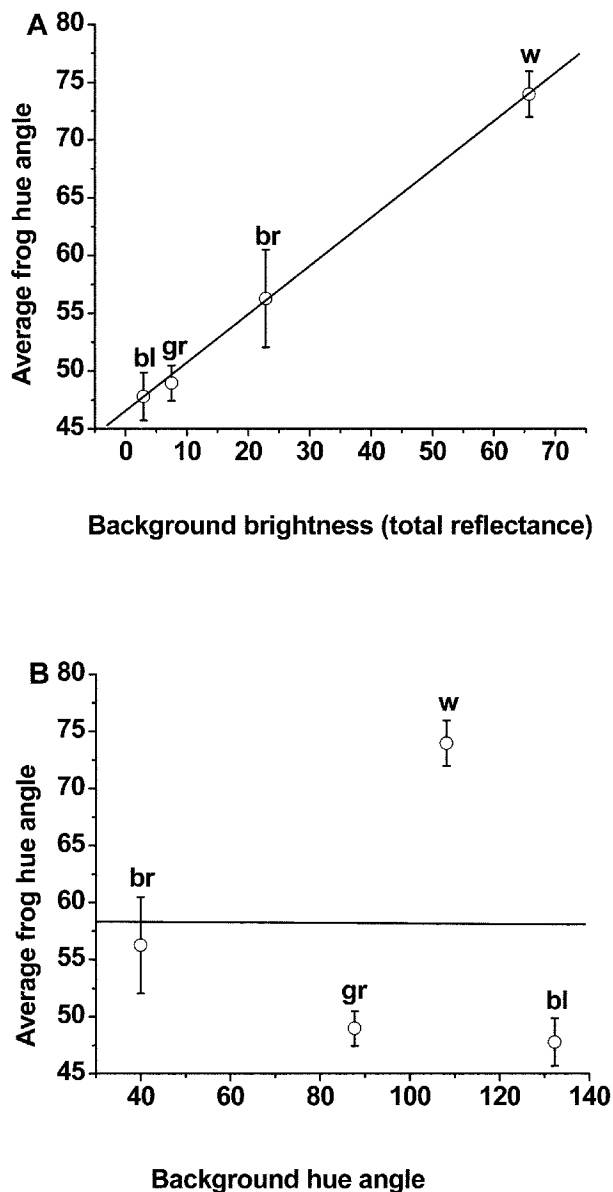 A
80
75
70
65
60
55
50
45
Average frog hue angle
w
br
gr
bl
0 10 20 30 40 50 60 70
Background brightness (total reflectance)
B
80
75
70
65
60
55
50
45
Average frog hue angle
w
br
gr
bl
40 60 80 100 120 140
Background hue angle